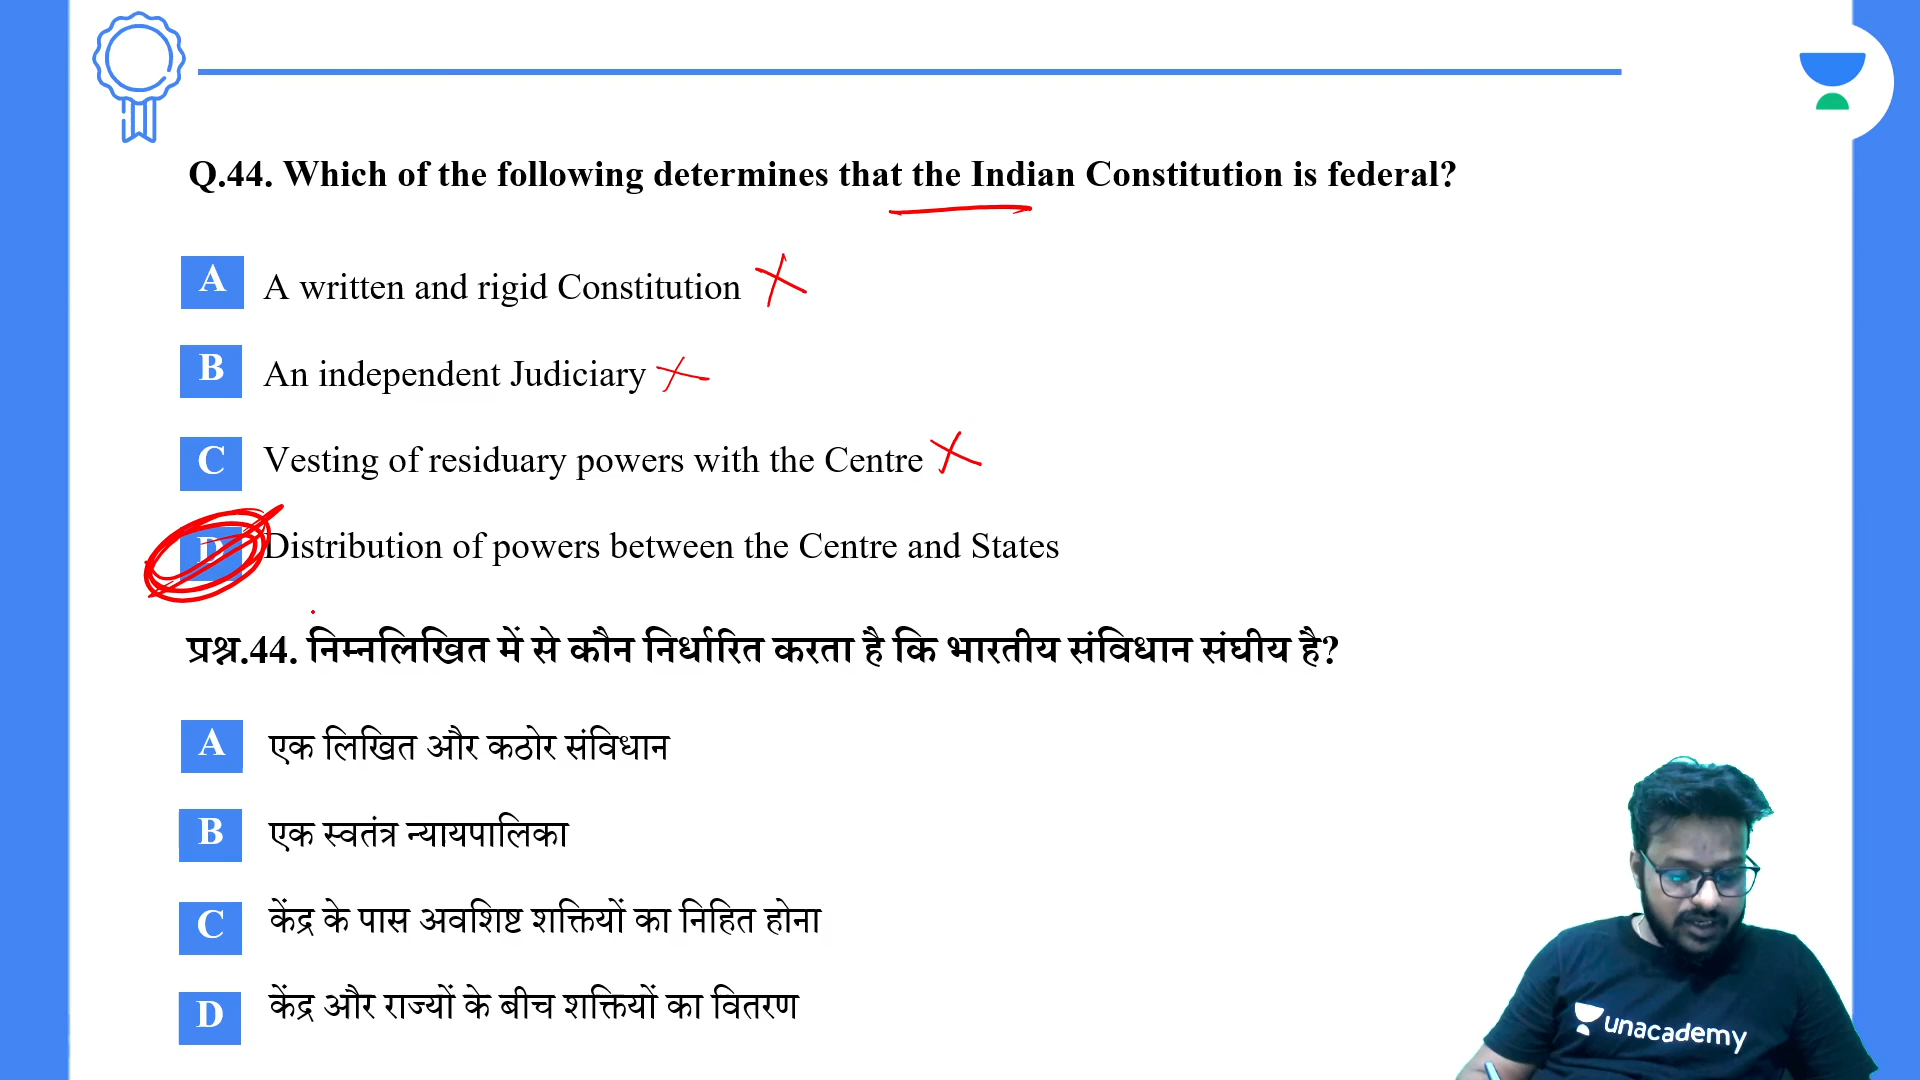 Q.44. Which of the following determines that the Indian Constitution is federal?
A A written and rigid Constitution
B An independent Judiciary
C Vesting of residuary powers with the Centre
D Distribution of powers between the Centre and States
प्रश्न.44. निम्नलिखित में से कौन निर्धारित करता है कि भारतीय संविधान संघीय है?
A एक लिखित और कठोर संविधान
B एक स्वतंत्र न्यायपालिका
C केंद्र के पास अवशिष्ट शक्तियों का निहित होना
D केंद्र और राज्यों के बीच शक्तियों का वितरण
unacademy